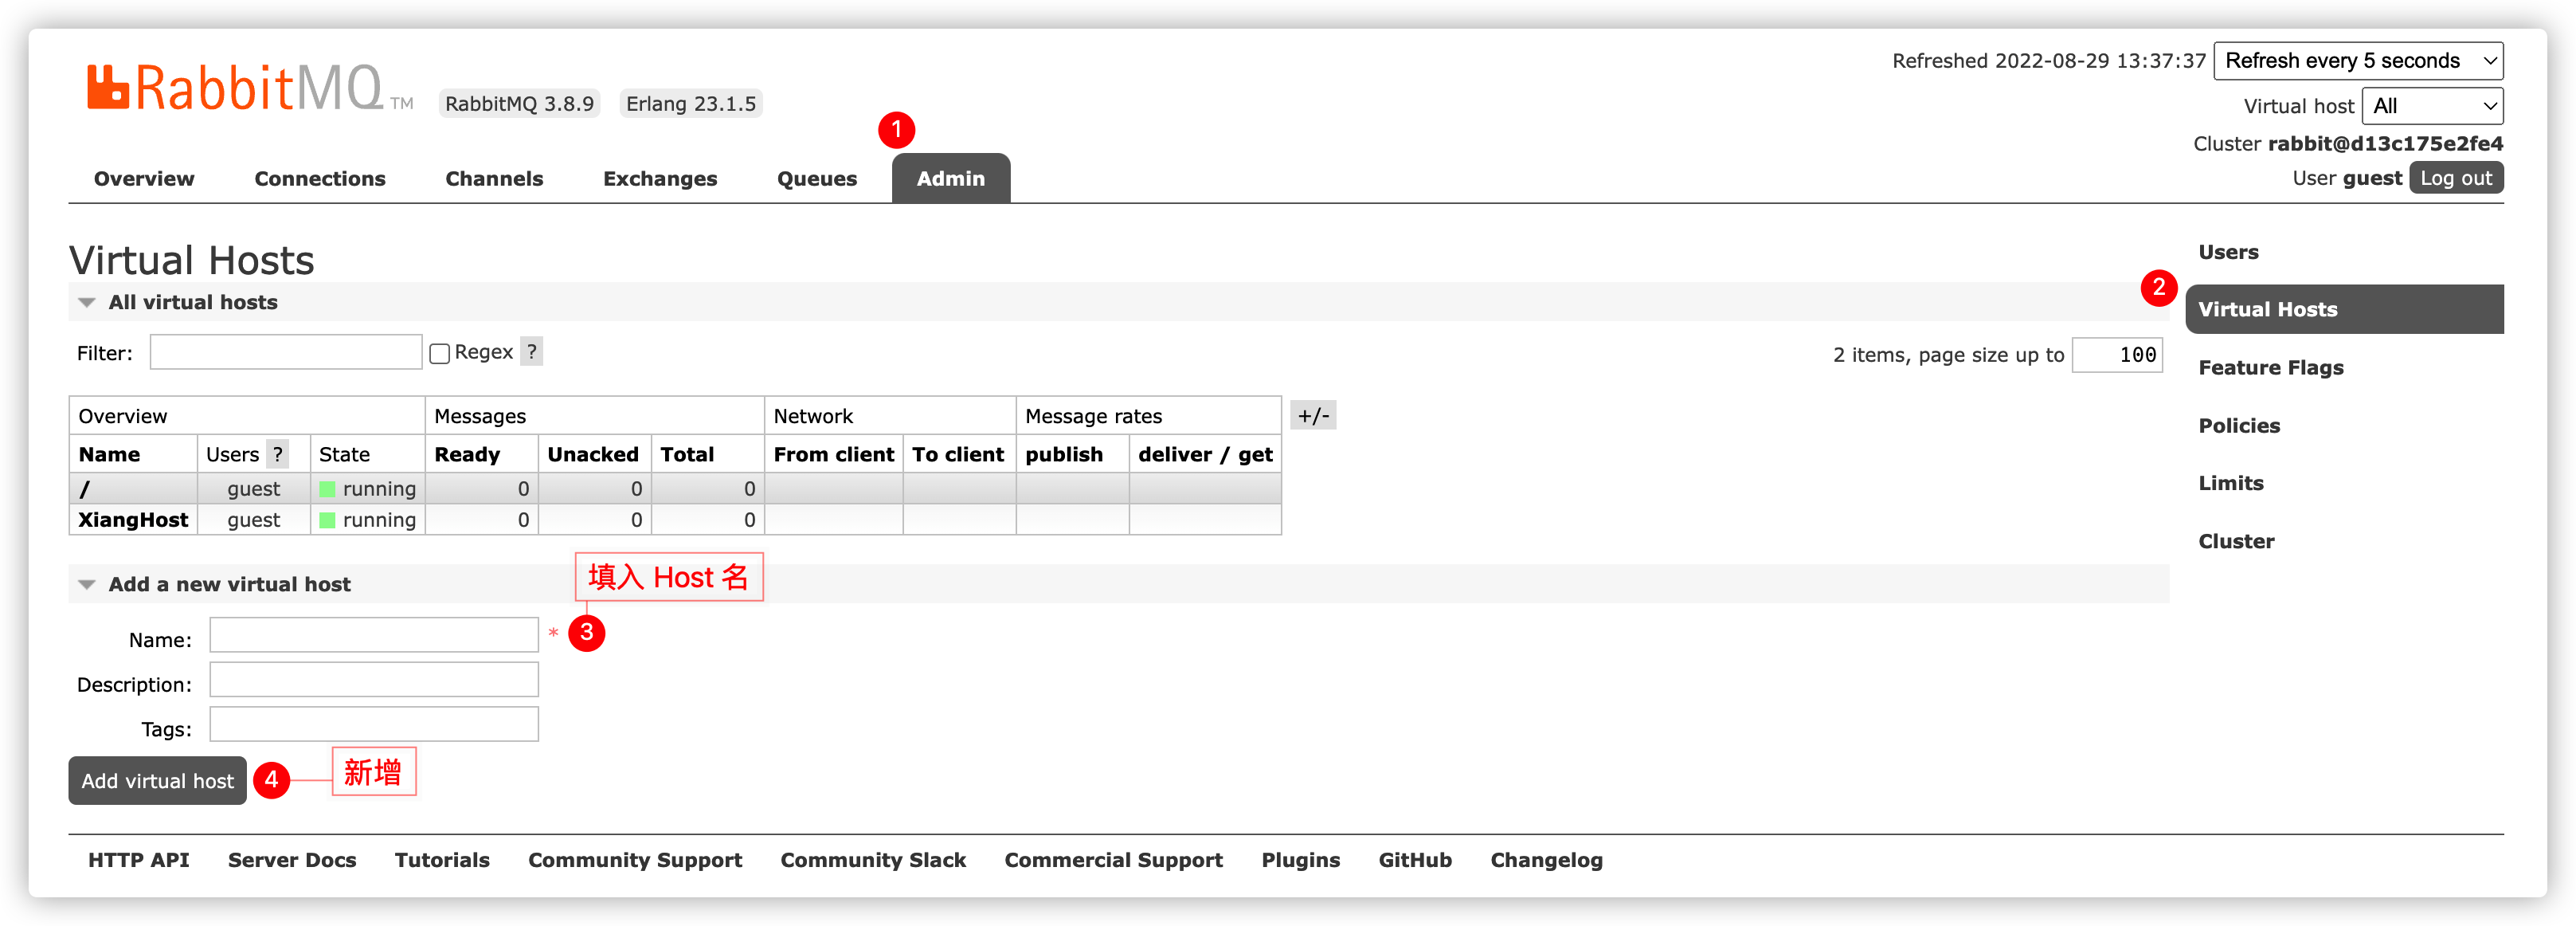 Refreshed 2022-08-29 13:37:37 Refresh every 5 seconds
RabbitMQ TM RabbitMQ 3.8.9 Erlang 23.1.5
Virtual host All
1
Cluster rabbit@d13c175e2fe4
Overview Connections Channels Exchanges Queues Admin
User guest Log out
Virtual Hosts
Users
2
All virtual hosts
Virtual Hosts
Filter: Regex ? 2 items, page size up to 100
Feature Flags
Overview Messages Network Message rates +/-
Policies
Name Users ? State Ready Unacked Total From client To client publish deliver / get
/ guest running 0 0 0
Limits
XiangHost guest running 0 0 0
Cluster
填入 Host 名
Add a new virtual host
Name: * 3
Description:
Tags:
Add virtual host 4 新增
HTTP API Server Docs Tutorials Community Support Community Slack Commercial Support Plugins GitHub Changelog